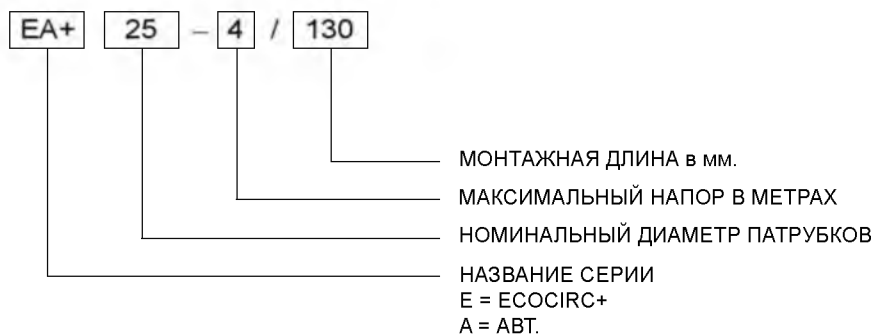 EA+ 25 – 4 / 130
МОНТАЖНАЯ ДЛИНА в мм.
МАКСИМАЛЬНЫЙ НАПОР В МЕТРАХ
НОМИНАЛЬНЫЙ ДИАМЕТР ПАТРУБКОВ
НАЗВАНИЕ СЕРИИ
E = ECOCIRC+
A = АВТ.